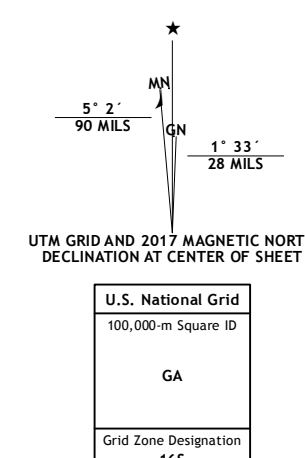 ★
MN
5° 2´
90 MILS
GN
1° 33´
28 MILS
UTM GRID AND 2017 MAGNETIC NORT
DECLINATION AT CENTER OF SHEET
U.S. National Grid
100,000-m Square ID
GA
Grid Zone Designation
16S